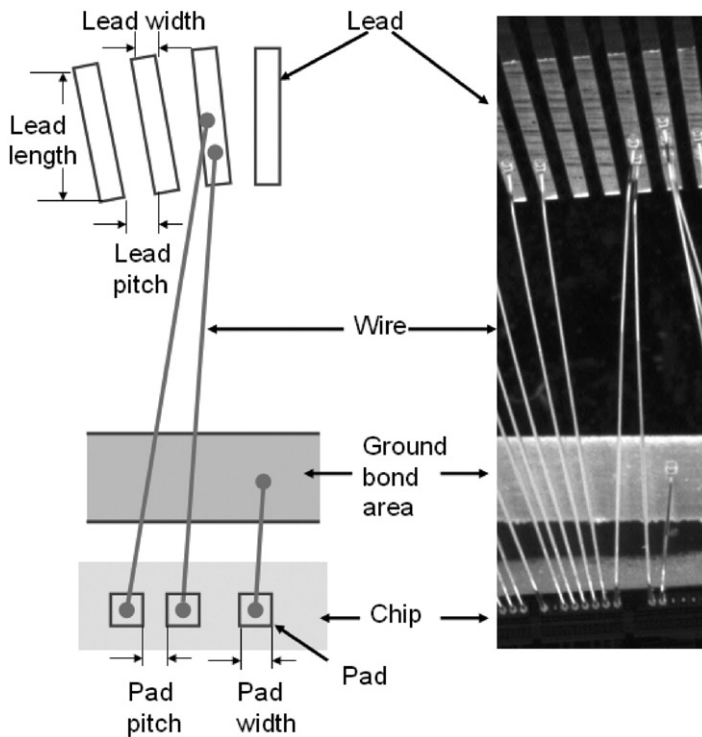 Lead width
Lead
Lead
length
Lead
pitch
Wire
Ground
bond
area
Chip
Pad
Pad
pitch
Pad
width